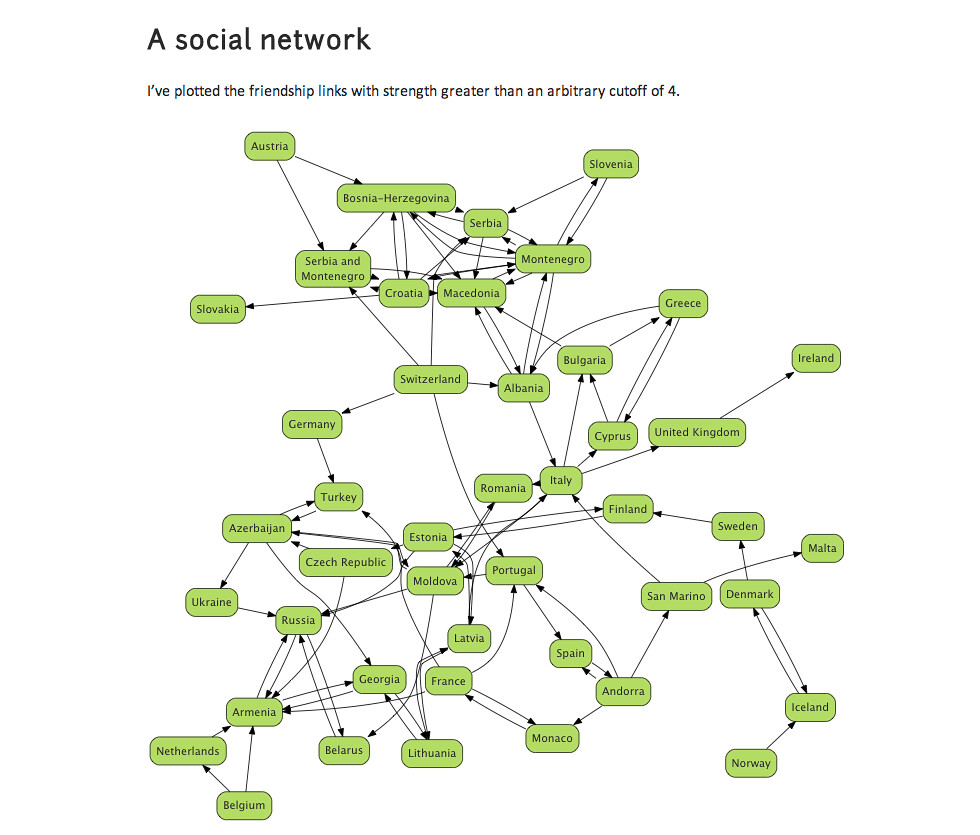 A social network
I've plotted the friendship links with strength greater than an arbitrary cutoff of 4.
Austria
Slovenia
Bosnia-Herzegovina
Serbia
Serbia and
Montenegro
Montenegro
Croatia
Macedonia
Slovakia
Greece
Bulgaria
Ireland
Switzerland
Albania
Germany
Cyprus
United Kingdom
Italy
Romania
Turkey
Finland
Azerbaijan
Estonia
Sweden
Czech Republic
Malta
Moldova
Portugal
Ukraine
San Marino
Denmark
Russia
Latvia
Spain
Georgia
France
Andorra
Armenia
Iceland
Netherlands
Belarus
Lithuania
Monaco
Norway
Belgium